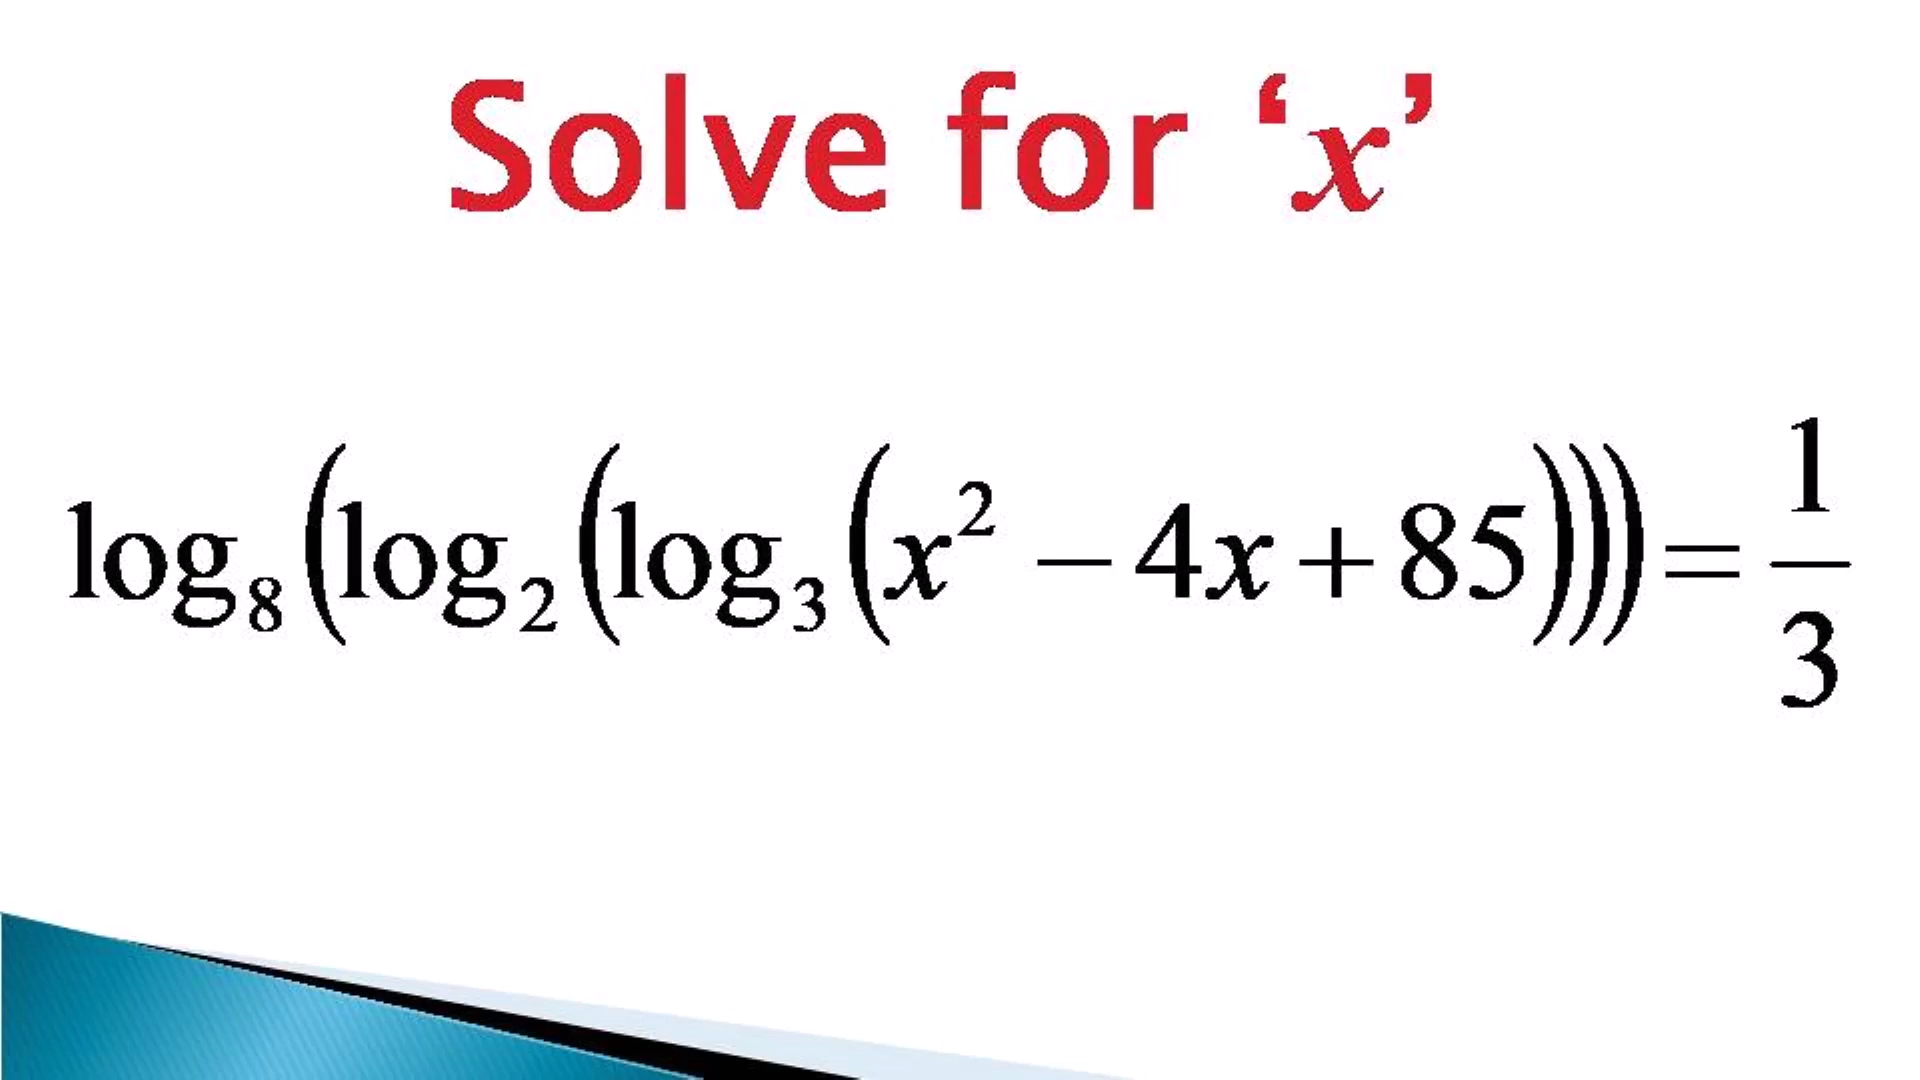 Solve for ‘x’
log₈(log₂(log₃(x² − 4x + 85))) = 1/3